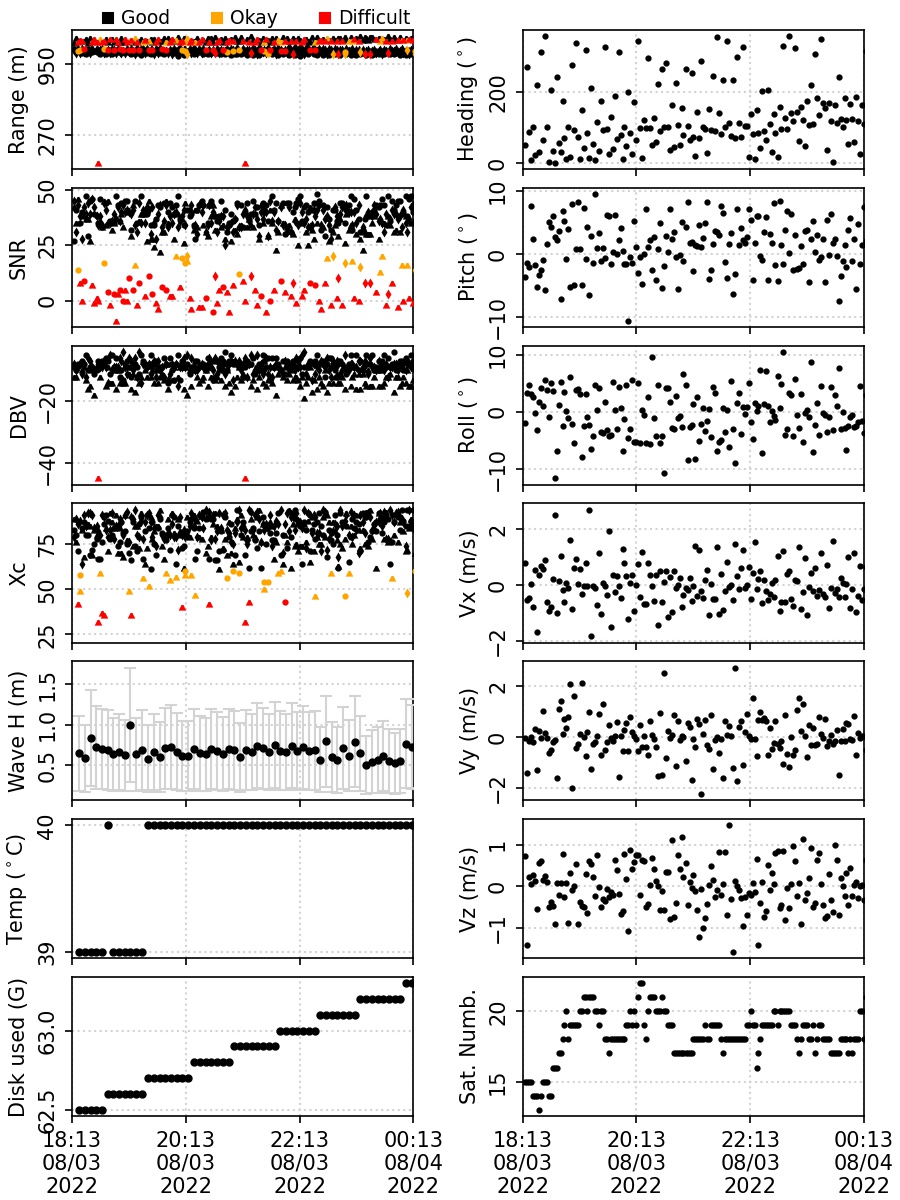 Good Okay Difficult
Range (m)
950
270
Heading (°)
200
0
SNR
50
25
0
Pitch (°)
10
0
−10
DBV
−20
−40
Roll (°)
10
0
−10
Xc
75
50
25
Vx (m/s)
2
0
−2
Wave H (m)
1.5
1.0
0.5
Vy (m/s)
2
0
−2
Temp (°C)
40
39
Vz (m/s)
1
0
−1
Disk used (G)
63.0
62.5
Sat. Numb.
20
15
18:13 20:13 22:13 00:13
08/03 08/03 08/03 08/04
2022 2022 2022 2022
18:13 20:13 22:13 00:13
08/03 08/03 08/03 08/04
2022 2022 2022 2022